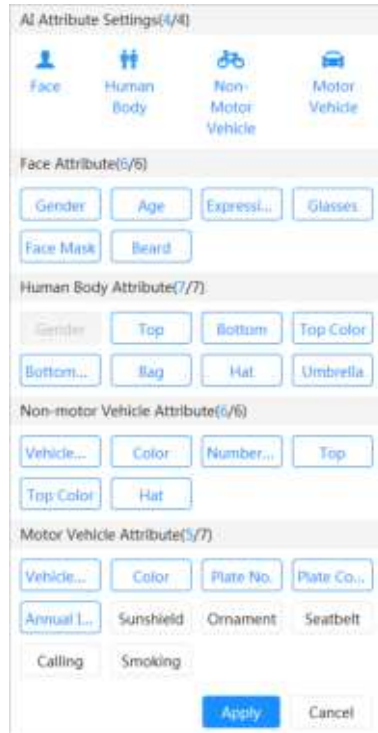 AI Attribute Settings(4/4)
Face Human Non- Motor
Body Motor Vehicle
Vehicle
Face Attribute(6/6)
Gender Age Expressi... Glasses
Face Mask Beard
Human Body Attribute(7/7)
Gender Top Bottom Top Color
Bottom... Bag Hat Umbrella
Non-motor Vehicle Attribute(6/6)
Vehicle... Color Number... Top
Top Color Hat
Motor Vehicle Attribute(5/7)
Vehicle... Color Plate No. Plate Co...
Annual I... Sunshield Ornament Seatbelt
Calling Smoking
Apply Cancel